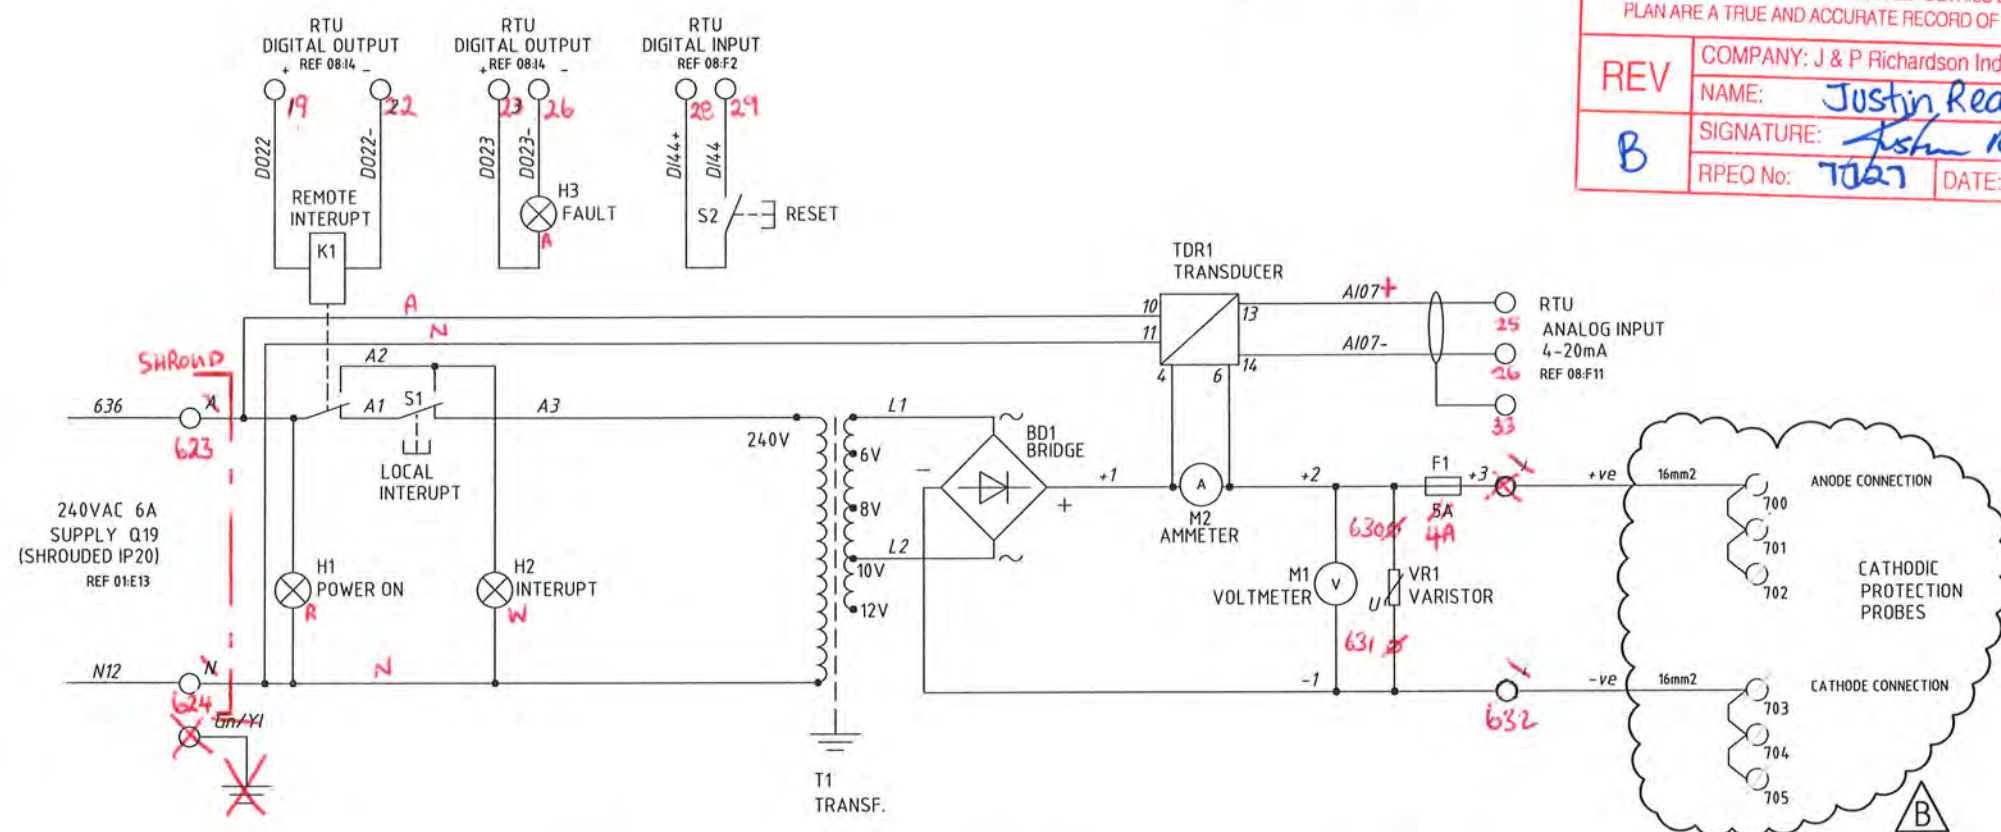 PLAN ARE A TRUE AND ACCURATE RECORD OF
REV
COMPANY: J & P Richardson Ind
NAME: Justin Rea
B
SIGNATURE:
RPEQ No:
DATE:
RTU
DIGITAL OUTPUT
REF 08:I4
+ -
19 22
DO22 DO22-
REMOTE
INTERUPT
K1
RTU
DIGITAL OUTPUT
REF 08:I4
+ -
23 26
DO23 DO23-
H3
FAULT
A
RTU
DIGITAL INPUT
REF 08:F2
28 29
DI44+ DI44
S2 RESET
A
N
TDR1
TRANSDUCER
10 11 13 14 4 6
AI07+
AI07-
RTU
ANALOG INPUT
4-20mA
REF 08:F11
25
26
33
SHROUD
636
A
623
240VAC 6A
SUPPLY Q19
(SHROUDED IP20)
REF 01:E13
N12
N
624
Gn/Yl
A2
A1 S1 A3
LOCAL
INTERUPT
H1
POWER ON
R
H2
INTERUPT
W
N
240V
6V
8V
10V
12V
L1
L2
T1
TRANSF.
BD1
BRIDGE
~
~
-
+
+1
A
M2
AMMETER
+2
F1
5A
4A
+3
630
M1
VOLTMETER
V
VR1
VARISTOR
U
631
-1
632
+ve 16mm2
ANODE CONNECTION
700
701
702
CATHODIC
PROTECTION
PROBES
-ve 16mm2
CATHODE CONNECTION
703
704
705
B